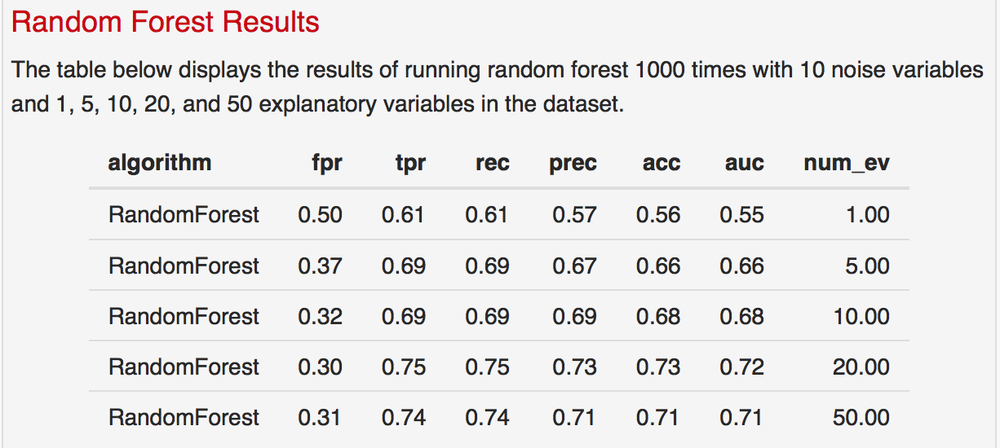 Random Forest Results
The table below displays the results of running random forest 1000 times with 10 noise variables
and 1, 5, 10, 20, and 50 explanatory variables in the dataset.
algorithm fpr tpr rec prec acc auc num_ev
RandomForest 0.50 0.61 0.61 0.57 0.56 0.55 1.00
RandomForest 0.37 0.69 0.69 0.67 0.66 0.66 5.00
RandomForest 0.32 0.69 0.69 0.69 0.68 0.68 10.00
RandomForest 0.30 0.75 0.75 0.73 0.73 0.72 20.00
RandomForest 0.31 0.74 0.74 0.71 0.71 0.71 50.00